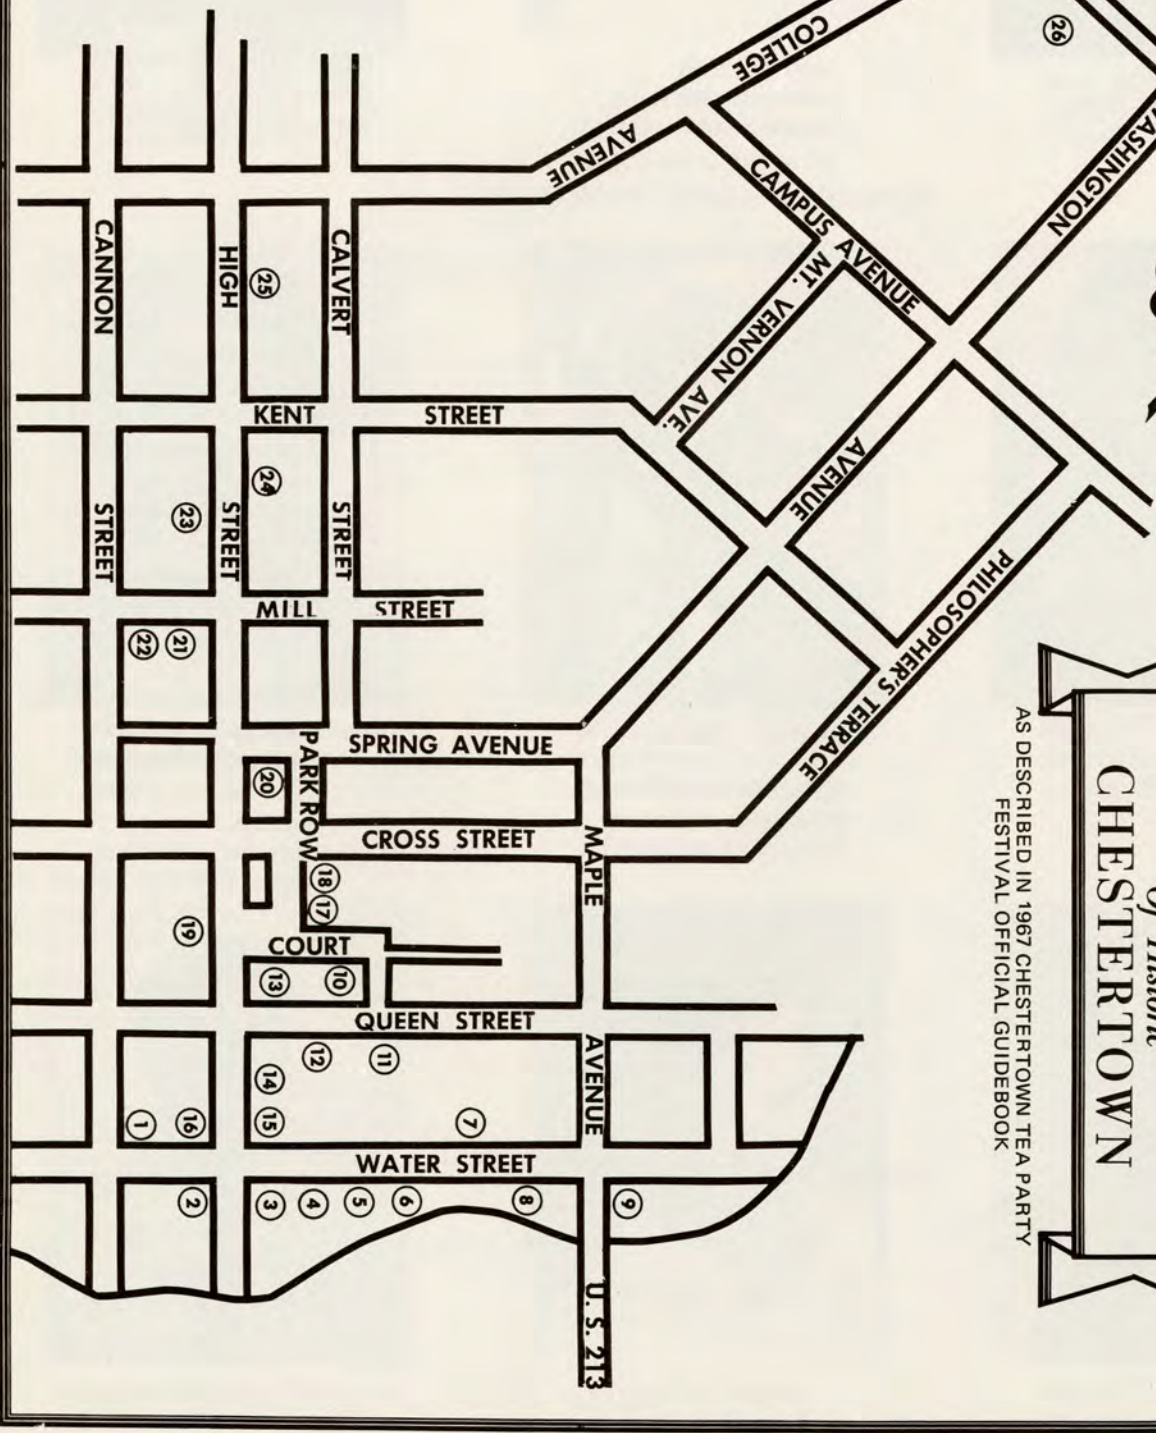 of Historic
CHESTERTOWN
AS DESCRIBED IN 1967 CHESTERTOWN TEA PARTY
FESTIVAL OFFICIAL GUIDEBOOK
COLLEGE AVENUE
CAMPUS AVENUE
WASHINGTON AVENUE
MT. VERNON AVE.
PHILOSOPHER'S TERRACE
CANNON STREET
HIGH STREET
CALVERT STREET
KENT STREET
MILL STREET
SPRING AVENUE
PARK ROW
CROSS STREET
MAPLE AVENUE
COURT
QUEEN STREET
WATER STREET
U. S. 213
26
25
24
23
22
21
20
18
17
19
13
10
12
11
14
15
7
1
16
2
3
4
5
6
8
9